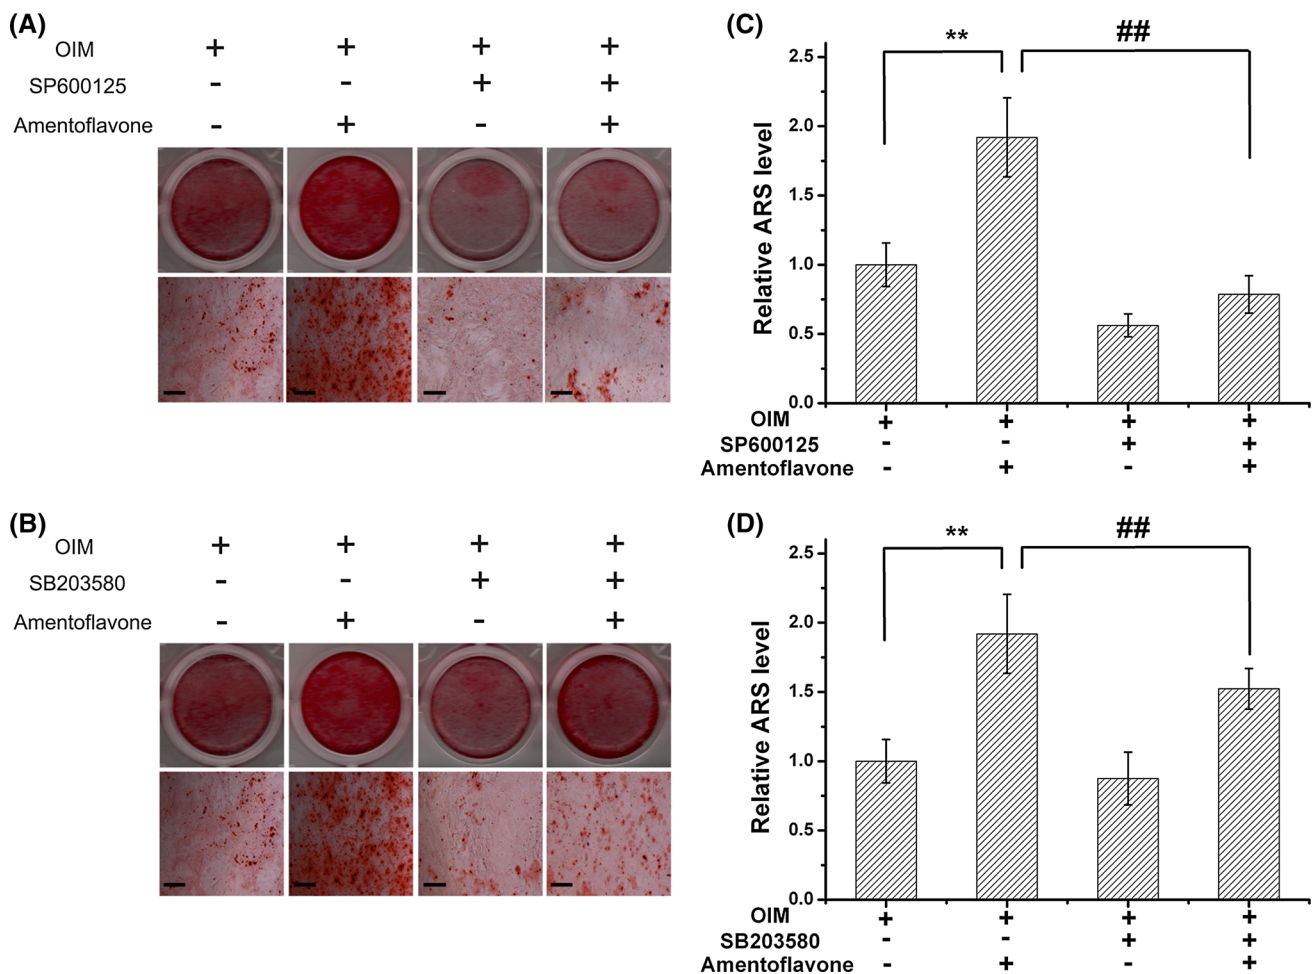 (A)
OIM + + + +
SP600125 - - + +
Amentoflavone - + - +
(C)
** ##
Relative ARS level
2.5
2.0
1.5
1.0
0.5
0.0
OIM + + + +
SP600125 - - + +
Amentoflavone - + - +
(B)
OIM + + + +
SB203580 - - + +
Amentoflavone - + - +
(D)
** ##
Relative ARS level
2.5
2.0
1.5
1.0
0.5
0.0
OIM + + + +
SB203580 - - + +
Amentoflavone - + - +